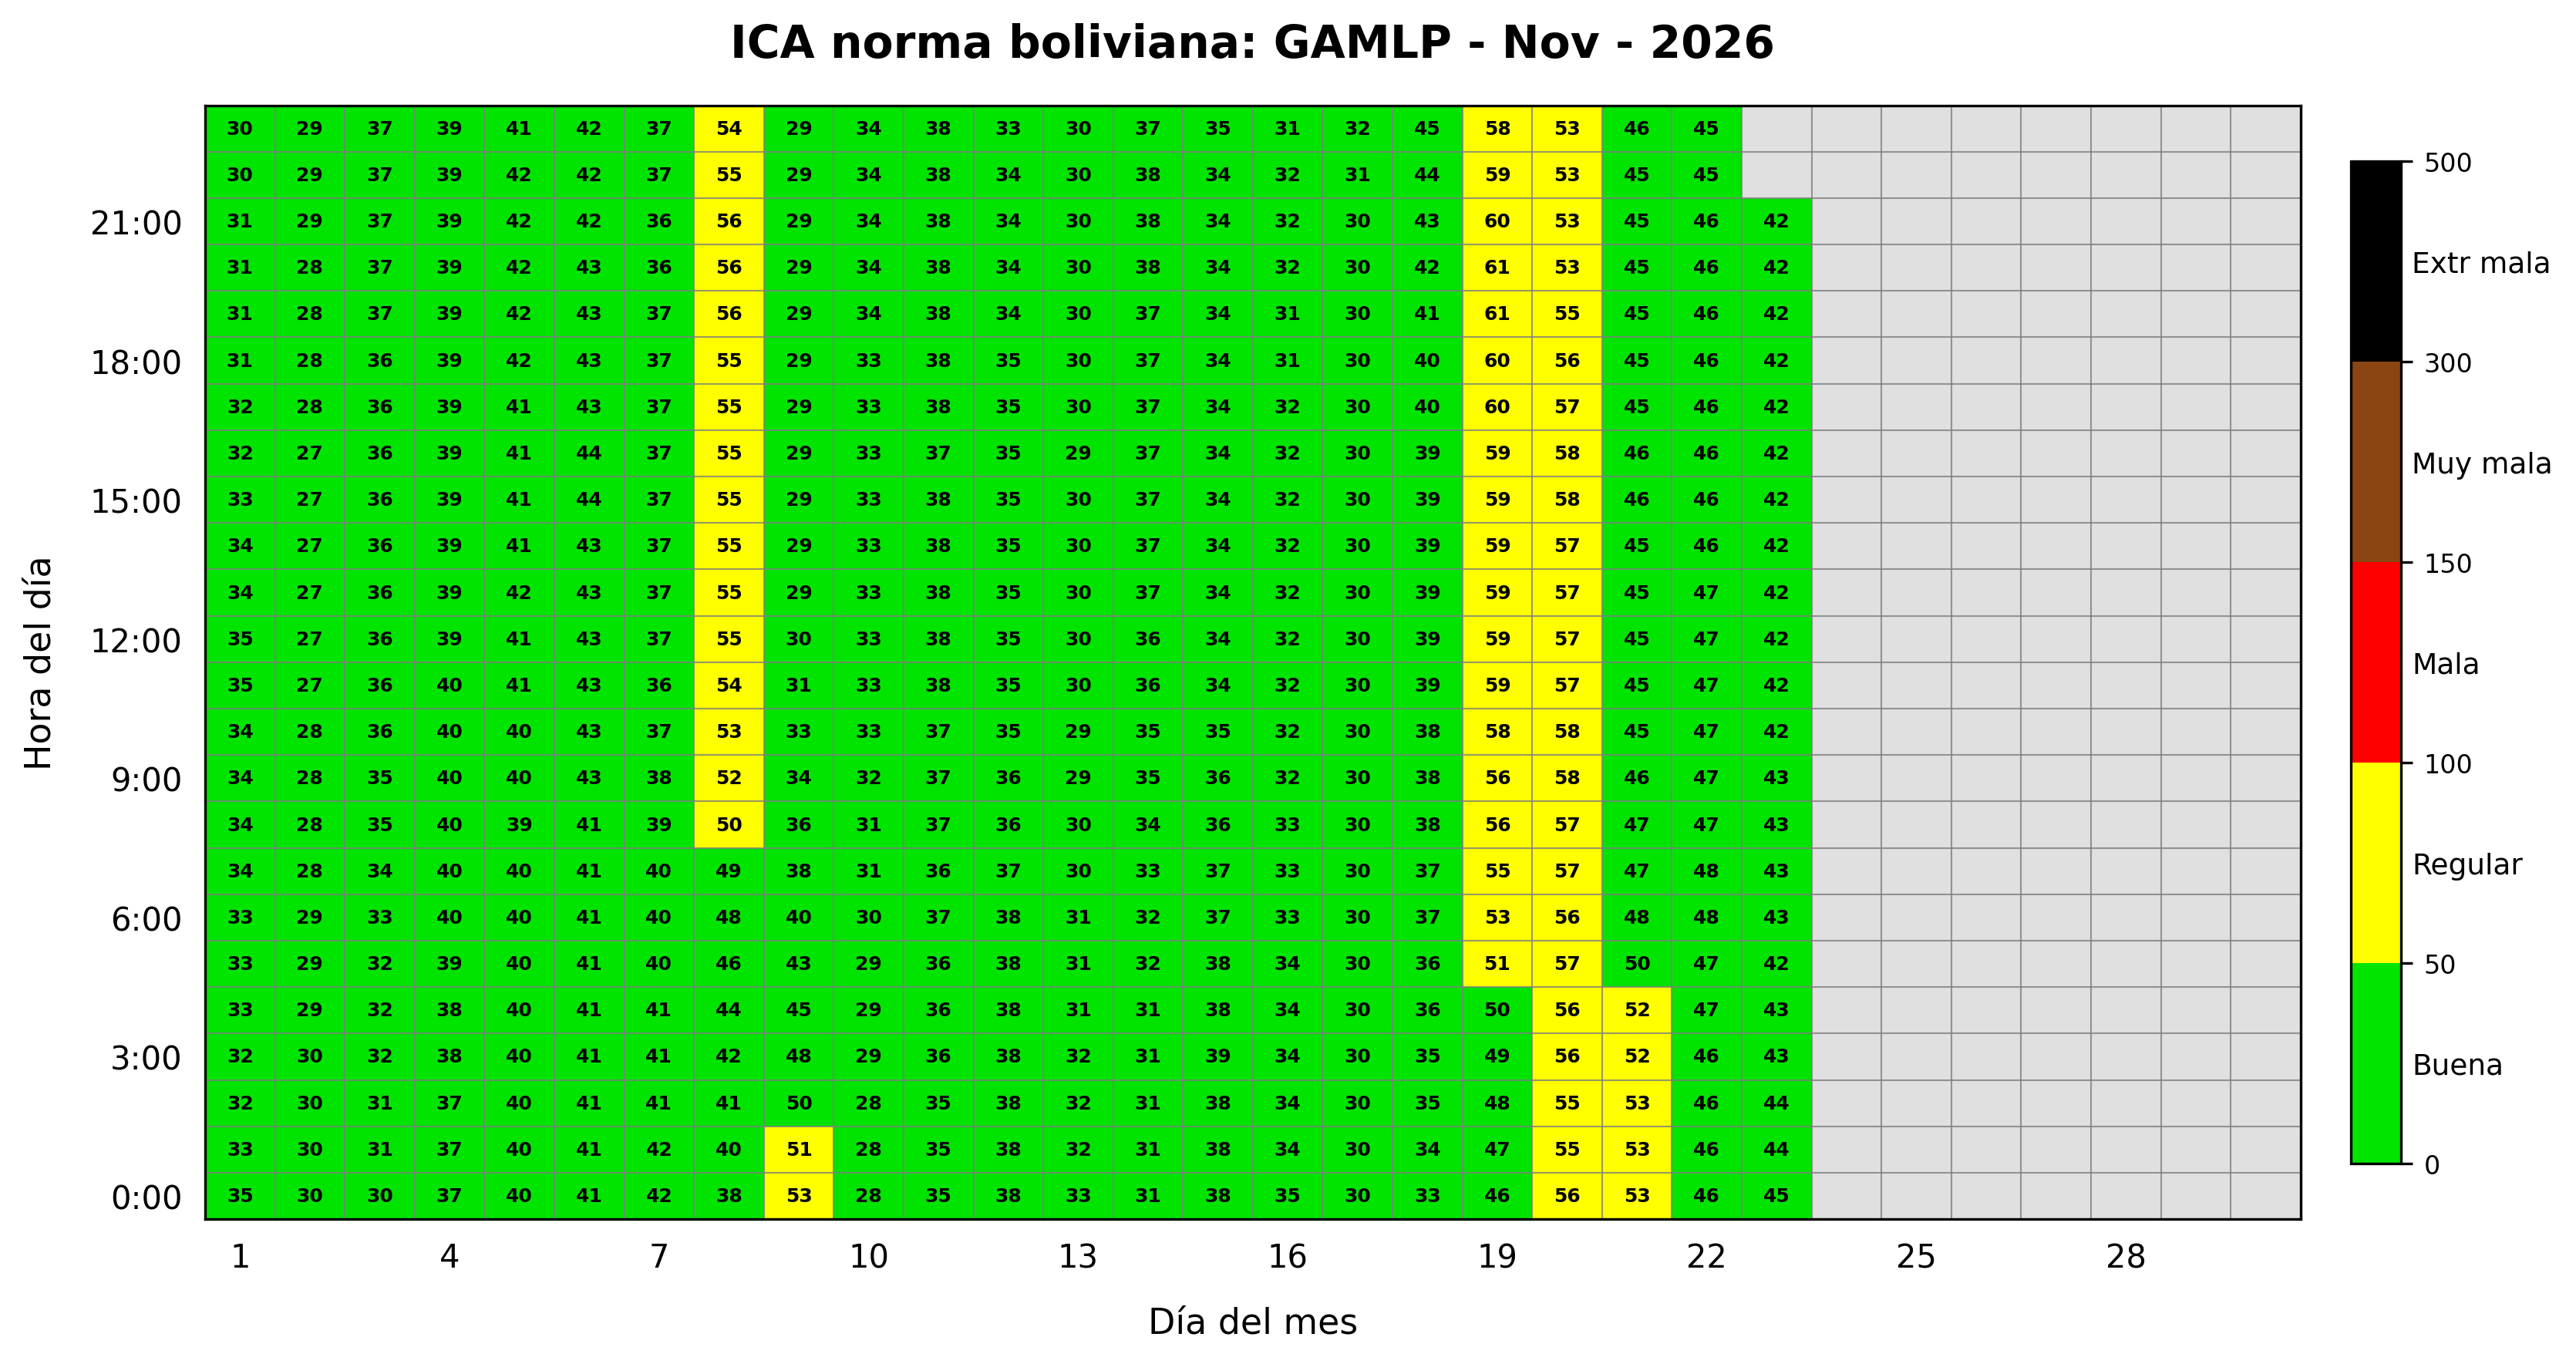 ICA norma boliviana: GAMLP - Nov - 2026
30 29 37 39 41 42 37 54 29 34 38 33 30 37 35 31 32 45 58 53 46 45
30 29 37 39 42 42 37 55 29 34 38 34 30 38 34 32 31 44 59 53 45 45
21:00 31 29 37 39 42 42 36 56 29 34 38 34 30 38 34 32 30 43 60 53 45 46 42
31 28 37 39 42 43 36 56 29 34 38 34 30 38 34 32 30 42 61 53 45 46 42
31 28 37 39 42 43 37 56 29 34 38 34 30 37 34 31 30 41 61 55 45 46 42
18:00 31 28 36 39 42 43 37 55 29 33 38 35 30 37 34 31 30 40 60 56 45 46 42
32 28 36 39 41 43 37 55 29 33 38 35 30 37 34 32 30 40 60 57 45 46 42
32 27 36 39 41 44 37 55 29 33 37 35 29 37 34 32 30 39 59 58 46 46 42
15:00 33 27 36 39 41 44 37 55 29 33 38 35 30 37 34 32 30 39 59 58 46 46 42
34 27 36 39 41 43 37 55 29 33 38 35 30 37 34 32 30 39 59 57 45 46 42
34 27 36 39 42 43 37 55 29 33 38 35 30 37 34 32 30 39 59 57 45 47 42
12:00 35 27 36 39 41 43 37 55 30 33 38 35 30 36 34 32 30 39 59 57 45 47 42
35 27 36 40 41 43 36 54 31 33 38 35 30 36 34 32 30 39 59 57 45 47 42
34 28 36 40 40 43 37 53 33 33 37 35 29 35 35 32 30 38 58 58 45 47 42
9:00 34 28 35 40 40 43 38 52 34 32 37 36 29 35 36 32 30 38 56 58 46 47 43
34 28 35 40 39 41 39 50 36 31 37 36 30 34 36 33 30 38 56 57 47 47 43
34 28 34 40 40 41 40 49 38 31 36 37 30 33 37 33 30 37 55 57 47 48 43
6:00 33 29 33 40 40 41 40 48 40 30 37 38 31 32 37 33 30 37 53 56 48 48 43
33 29 32 39 40 41 40 46 43 29 36 38 31 32 38 34 30 36 51 57 50 47 42
33 29 32 38 40 41 41 44 45 29 36 38 31 31 38 34 30 36 50 56 52 47 43
3:00 32 30 32 38 40 41 41 42 48 29 36 38 32 31 39 34 30 35 49 56 52 46 43
32 30 31 37 40 41 41 41 50 28 35 38 32 31 38 34 30 35 48 55 53 46 44
33 30 31 37 40 41 42 40 51 28 35 38 32 31 38 34 30 34 47 55 53 46 44
0:00 35 30 30 37 40 41 42 38 53 28 35 38 33 31 38 35 30 33 46 56 53 46 45
1 4 7 10 13 16 19 22 25 28
Día del mes
Hora del día
500
Extr mala
300
Muy mala
150
Mala
100
Regular
50
Buena
0